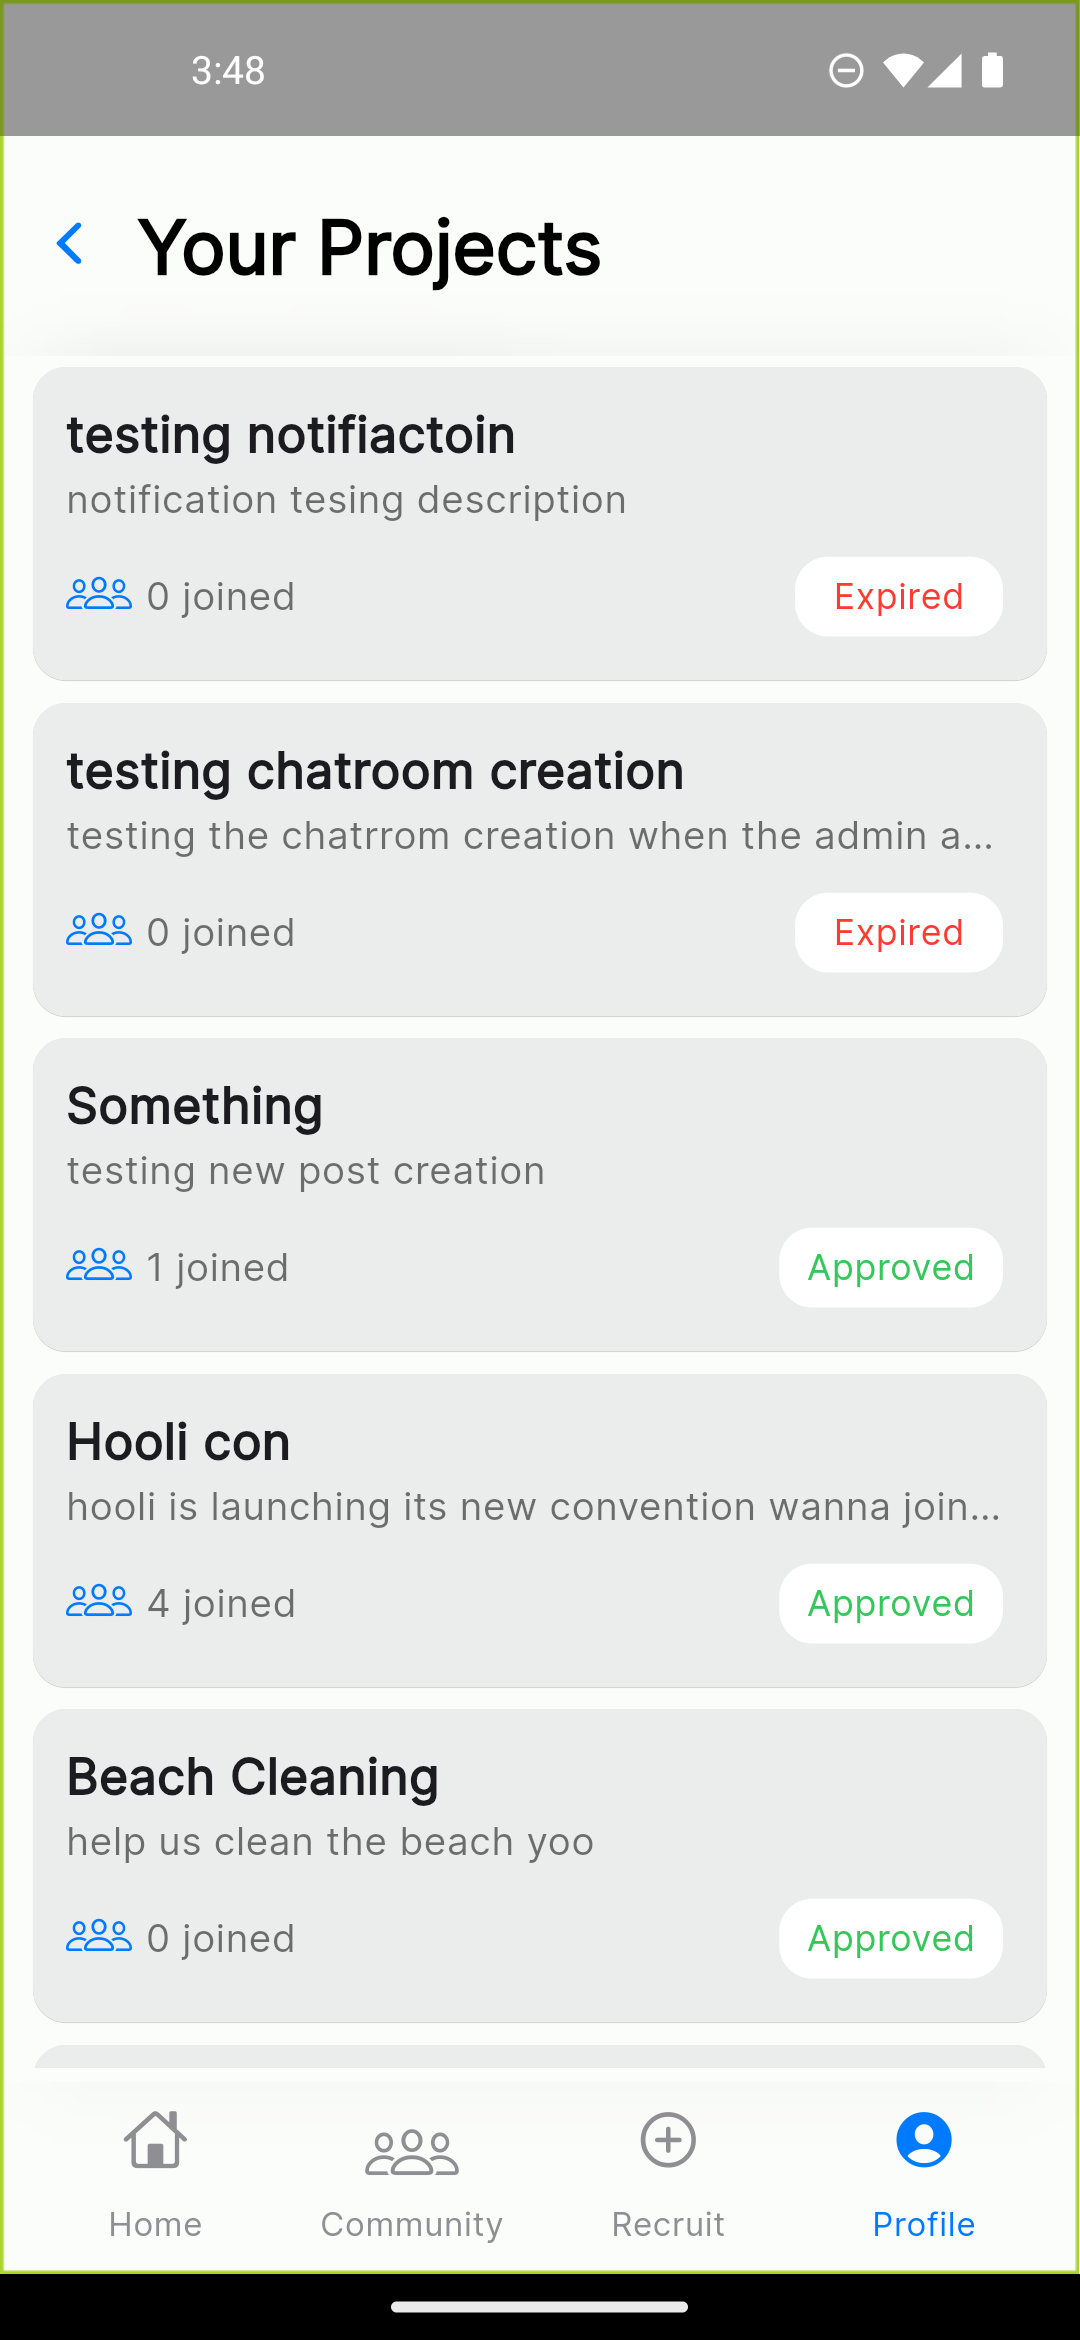 3:48
Your Projects
testing notifiactoin
notification tesing description
0 joined
Expired
testing chatroom creation
testing the chatrrom creation when the admin a...
0 joined
Expired
Something
testing new post creation
1 joined
Approved
Hooli con
hooli is launching its new convention wanna join...
4 joined
Approved
Beach Cleaning
help us clean the beach yoo
0 joined
Approved
Home
Community
Recruit
Profile